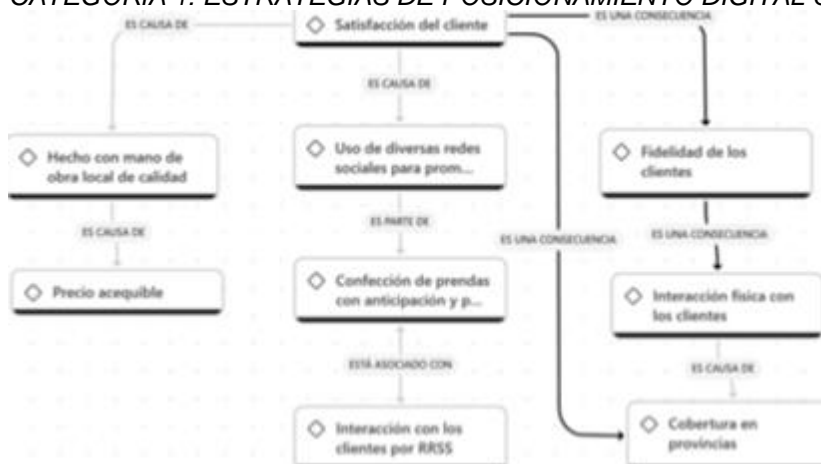 CATEGORÍA 4: ESTRATEGIAS DE POSICIONAMIENTO DIGITAL
ES CAUSA DE
Satisfacción del cliente
ES UNA CONSECUENCIA
ES CAUSA DE
Hecho con mano de
obra local de calidad
Uso de diversas redes
sociales para prom...
Fidelidad de los
clientes
ES CAUSA DE
ES PARTE DE
ES UNA CONSECUENCIA
ES UNA CONSECUENCIA
Precio acequible
Confección de prendas
con anticipación y p...
Interacción física con
los clientes
ESTÁ ASOCIADO CON
ES CAUSA DE
Interacción con los
clientes por RRSS
Cobertura en
provincias